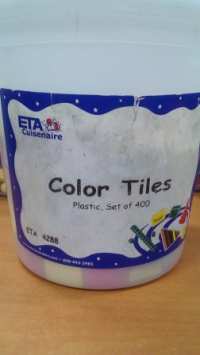 ETA
Cuisenaire
Color Tiles
Plastic, Set of 400
ETA 4288